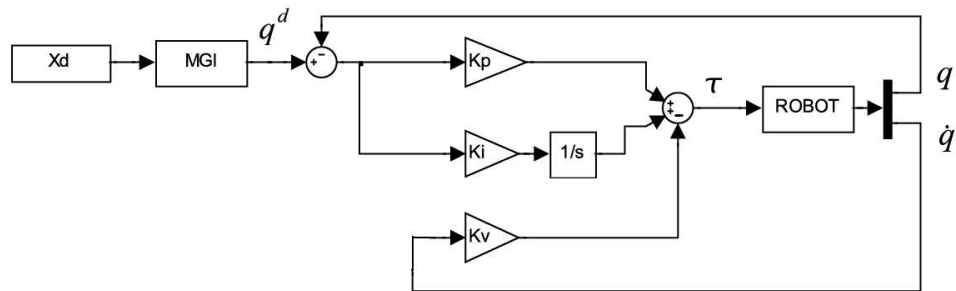 Xd
MGI
q^d
+
-
Kp
Ki
1/s
Kv
+
+
-
τ
ROBOT
q
q̇